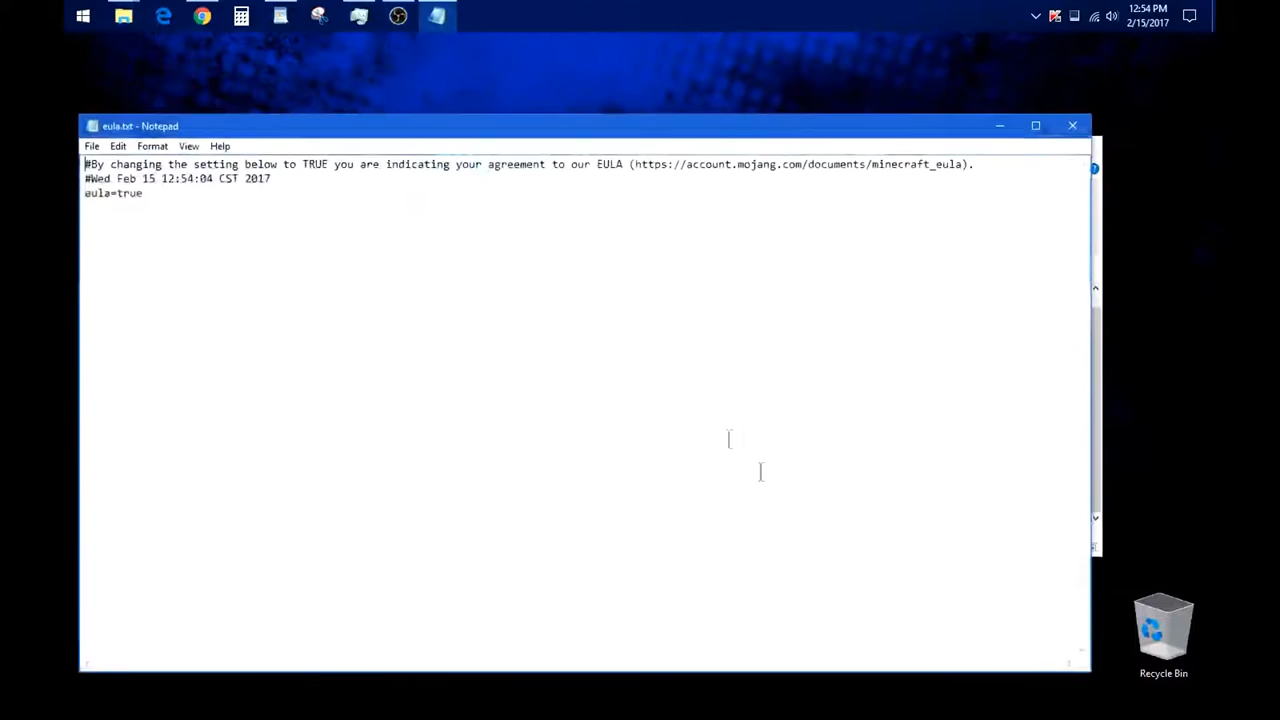 12:54 PM
2/15/2017
eula.txt - Notepad
File Edit Format View Help
#By changing the setting below to TRUE you are indicating your agreement to our EULA (https://account.mojang.com/documents/minecraft_eula).
#Wed Feb 15 12:54:04 CST 2017
eula=true
Recycle Bin